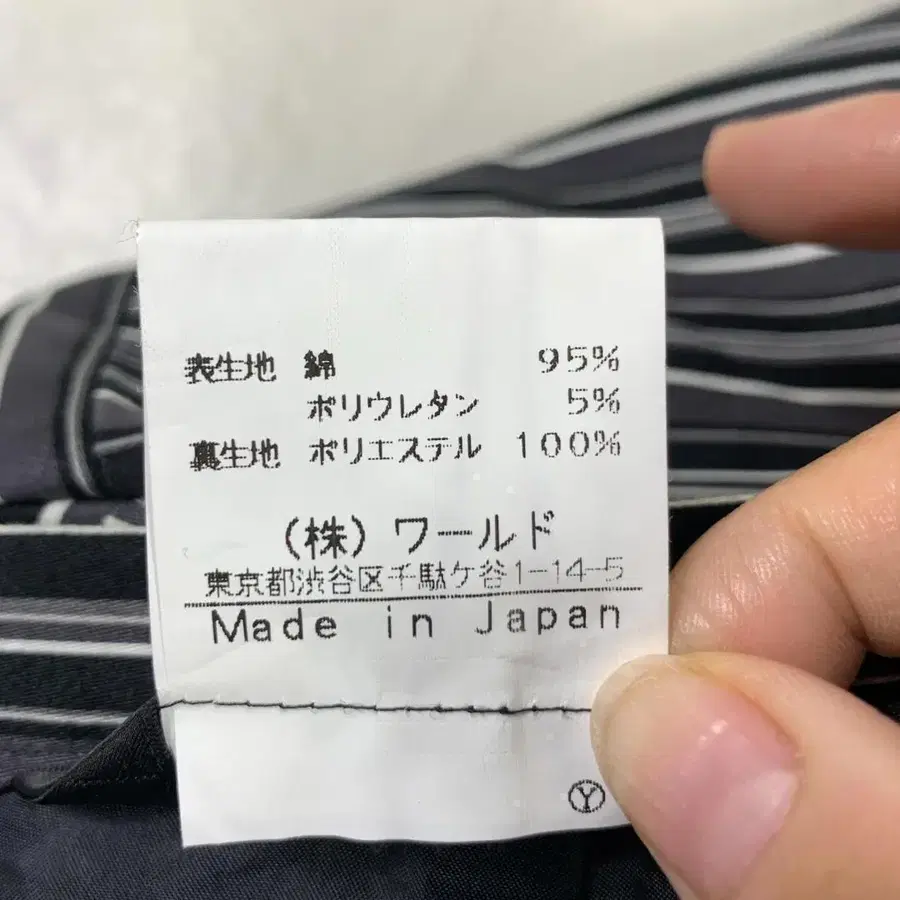 表生地 綿 95%
ポリウレタン 5%
裏生地 ポリエステル 100%
(株)ワールド
東京都渋谷区千駄ケ谷1-14-5
Made in Japan
Ⓨ